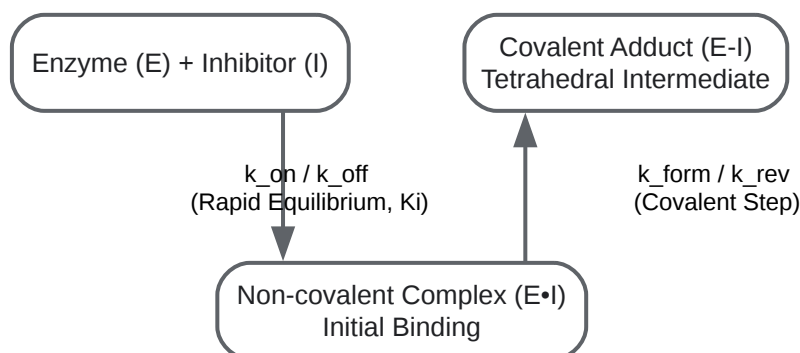 Enzyme (E) + Inhibitor (I)
Covalent Adduct (E-I)
Tetrahedral Intermediate
k_on / k_off
(Rapid Equilibrium, Ki)
k_form / k_rev
(Covalent Step)
Non-covalent Complex (E•I)
Initial Binding